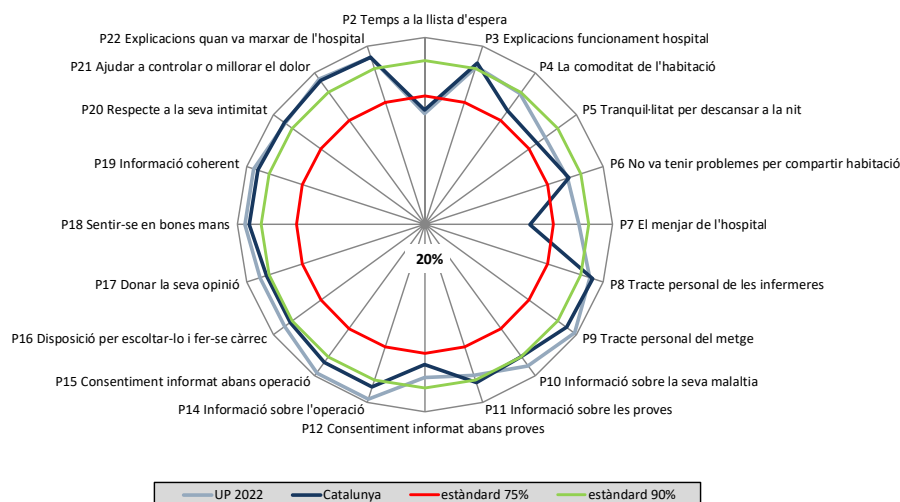 P2 Temps a la llista d'espera
P3 Explicacions funcionament hospital
P4 La comoditat de l'habitació
P5 Tranquil·litat per descansar a la nit
P6 No va tenir problemes per compartir habitació
P7 El menjar de l'hospital
P8 Tracte personal de les infermeres
P9 Tracte personal del metge
P10 Informació sobre la seva malaltia
P11 Informació sobre les proves
P12 Consentiment informat abans proves
P14 Informació sobre l'operació
P15 Consentiment informat abans operació
P16 Disposició per escoltar-lo i fer-se càrrec
P17 Donar la seva opinió
P18 Sentir-se en bones mans
P19 Informació coherent
P20 Respecte a la seva intimitat
P21 Ajudar a controlar o millorar el dolor
P22 Explicacions quan va marxar de l'hospital
20%
UP 2022
Catalunya
estàndard 75%
estàndard 90%